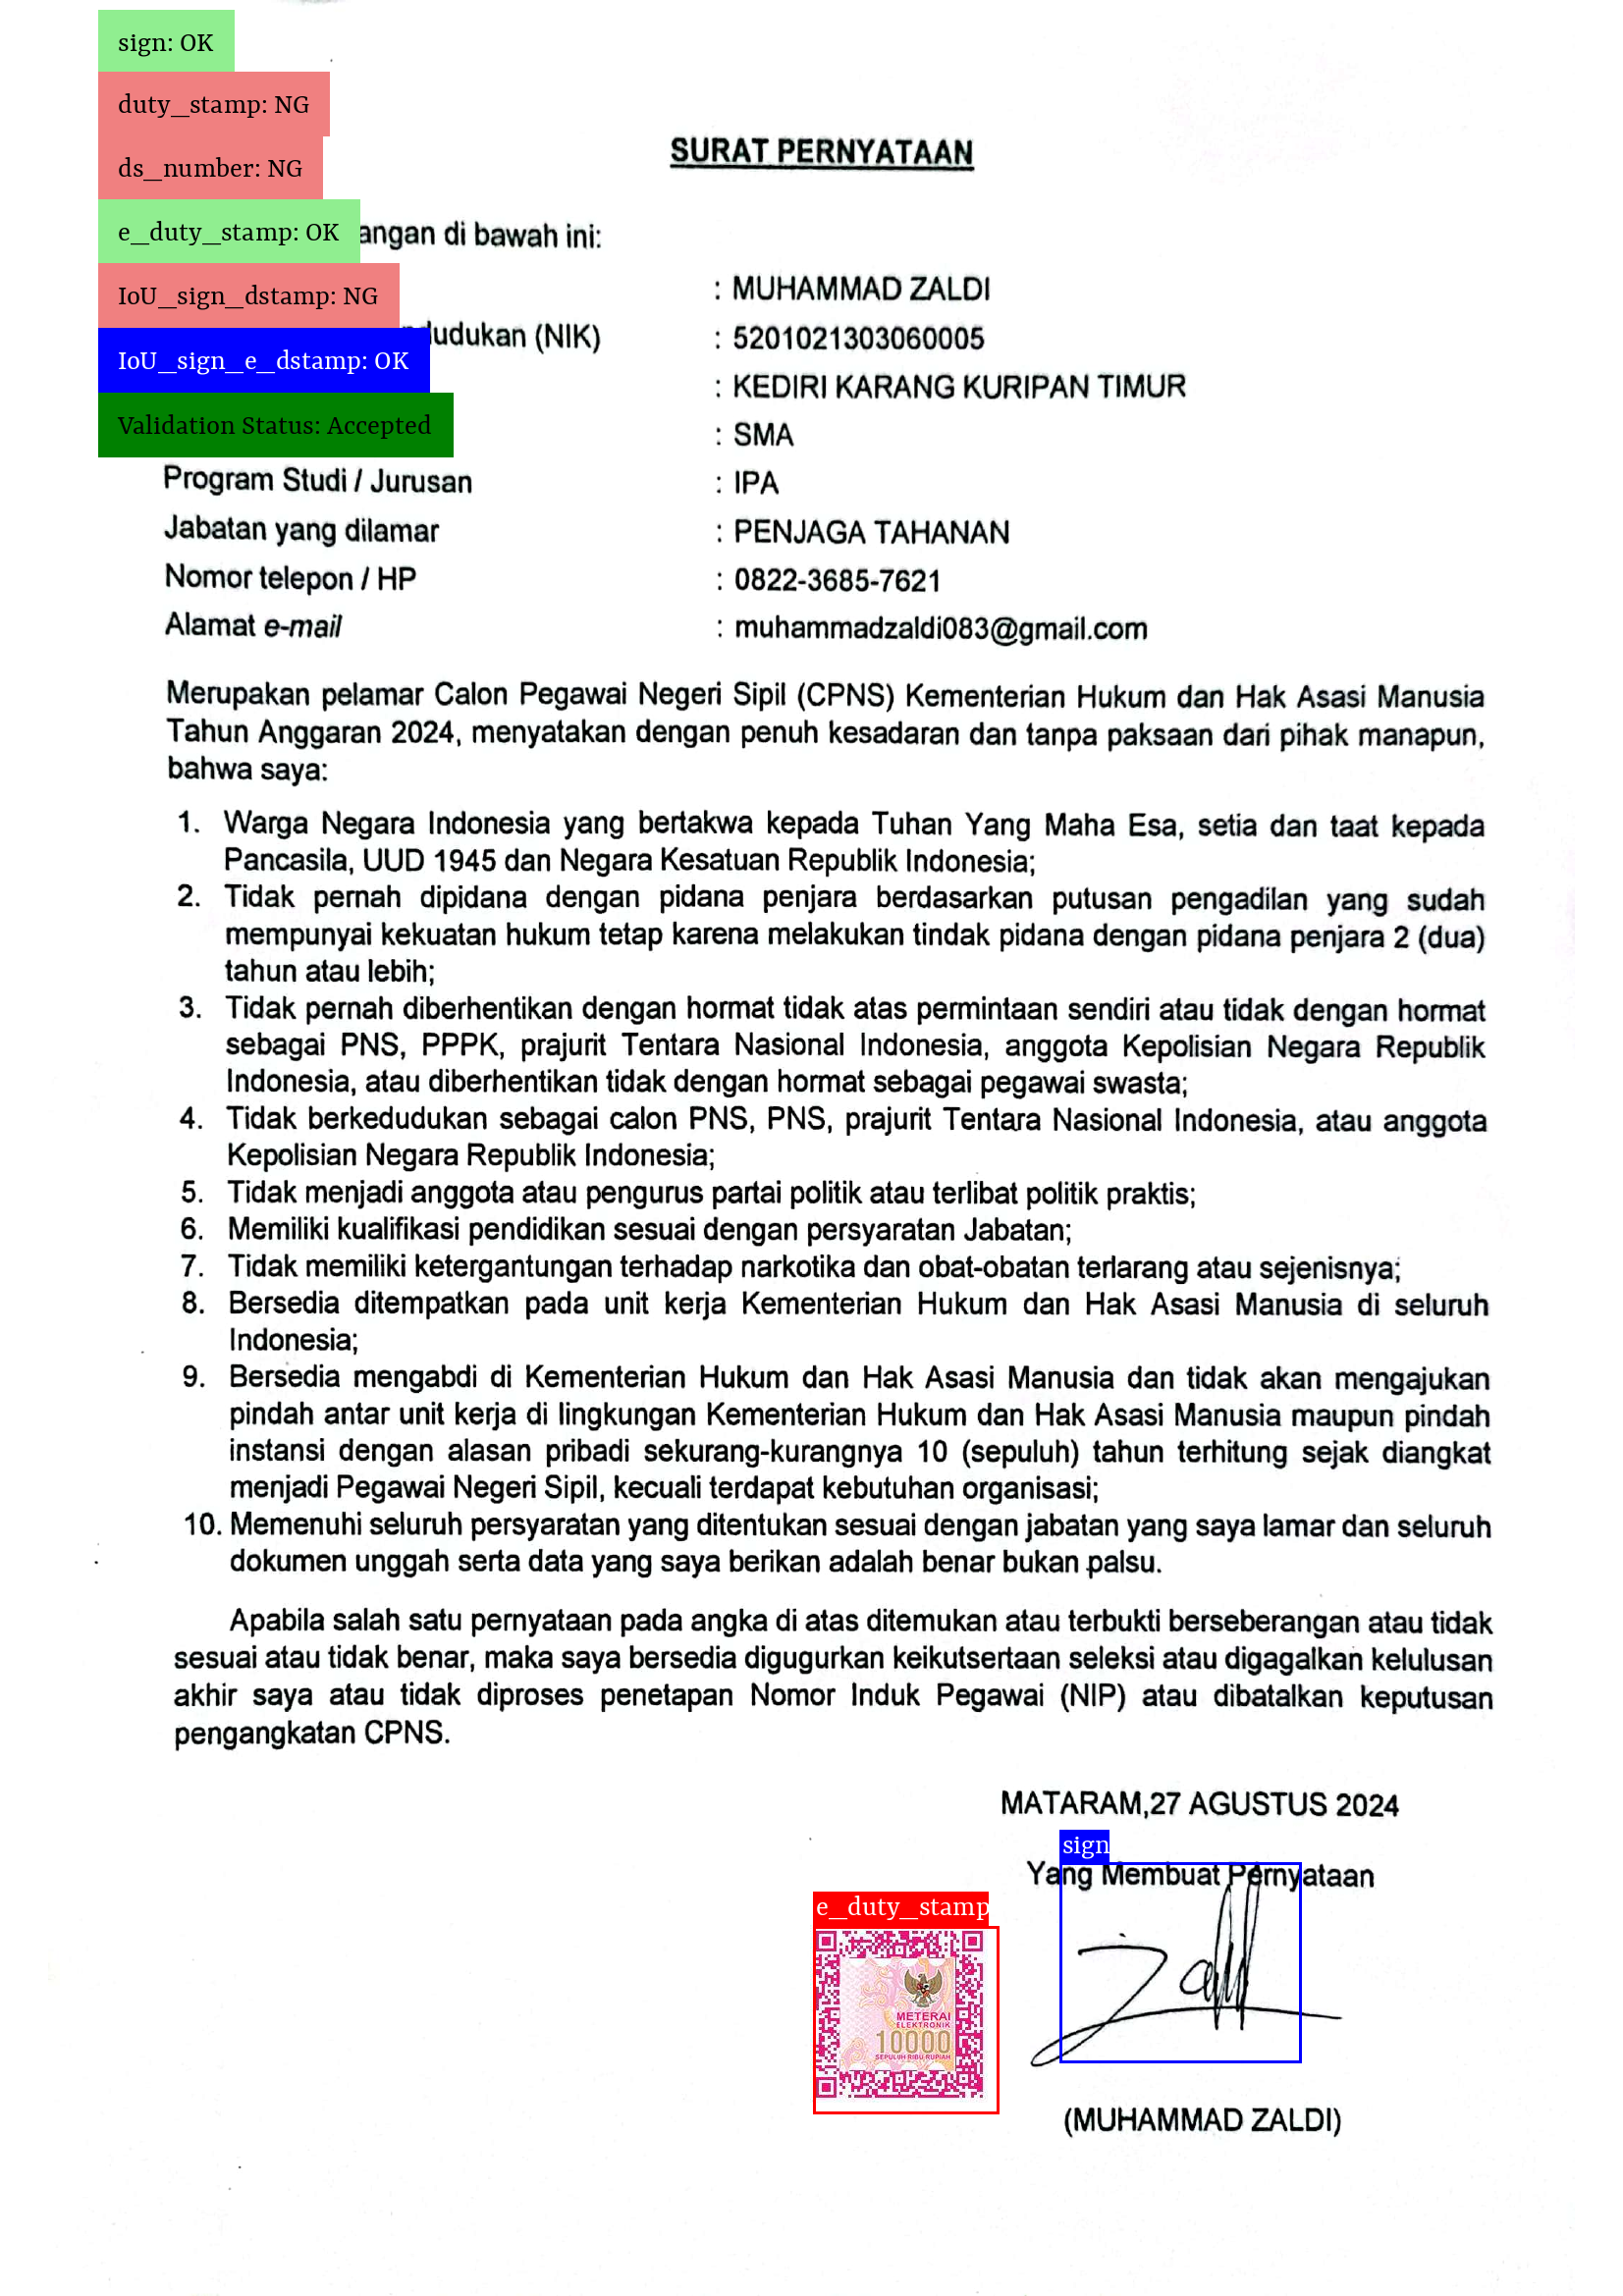 sign: OK
duty_stamp: NG
SURAT PERNYATAAN
ds_number: NG
e_duty_stamp: OK
angan di bawah ini:
IoU_sign_dstamp: NG
: MUHAMMAD ZALDI
dudukan (NIK) : 5201021303060005
IoU_sign_e_dstamp: OK
: KEDIRI KARANG KURIPAN TIMUR
Validation Status: Accepted
: SMA
Program Studi / Jurusan : IPA
Jabatan yang dilamar : PENJAGA TAHANAN
Nomor telepon / HP : 0822-3685-7621
Alamat e-mail : muhammadzaldi083@gmail.com
Merupakan pelamar Calon Pegawai Negeri Sipil (CPNS) Kementerian Hukum dan Hak Asasi Manusia
Tahun Anggaran 2024, menyatakan dengan penuh kesadaran dan tanpa paksaan dari pihak manapun,
bahwa saya:
1. Warga Negara Indonesia yang bertakwa kepada Tuhan Yang Maha Esa, setia dan taat kepada
Pancasila, UUD 1945 dan Negara Kesatuan Republik Indonesia;
2. Tidak pernah dipidana dengan pidana penjara berdasarkan putusan pengadilan yang sudah
mempunyai kekuatan hukum tetap karena melakukan tindak pidana dengan pidana penjara 2 (dua)
tahun atau lebih;
3. Tidak pernah diberhentikan dengan hormat tidak atas permintaan sendiri atau tidak dengan hormat
sebagai PNS, PPPK, prajurit Tentara Nasional Indonesia, anggota Kepolisian Negara Republik
Indonesia, atau diberhentikan tidak dengan hormat sebagai pegawai swasta;
4. Tidak berkedudukan sebagai calon PNS, PNS, prajurit Tentara Nasional Indonesia, atau anggota
Kepolisian Negara Republik Indonesia;
5. Tidak menjadi anggota atau pengurus partai politik atau terlibat politik praktis;
6. Memiliki kualifikasi pendidikan sesuai dengan persyaratan Jabatan;
7. Tidak memiliki ketergantungan terhadap narkotika dan obat-obatan terlarang atau sejenisnya;
8. Bersedia ditempatkan pada unit kerja Kementerian Hukum dan Hak Asasi Manusia di seluruh
Indonesia;
9. Bersedia mengabdi di Kementerian Hukum dan Hak Asasi Manusia dan tidak akan mengajukan
pindah antar unit kerja di lingkungan Kementerian Hukum dan Hak Asasi Manusia maupun pindah
instansi dengan alasan pribadi sekurang-kurangnya 10 (sepuluh) tahun terhitung sejak diangkat
menjadi Pegawai Negeri Sipil, kecuali terdapat kebutuhan organisasi;
10. Memenuhi seluruh persyaratan yang ditentukan sesuai dengan jabatan yang saya lamar dan seluruh
dokumen unggah serta data yang saya berikan adalah benar bukan palsu.
Apabila salah satu pernyataan pada angka di atas ditemukan atau terbukti berseberangan atau tidak
sesuai atau tidak benar, maka saya bersedia digugurkan keikutsertaan seleksi atau digagalkan kelulusan
akhir saya atau tidak diproses penetapan Nomor Induk Pegawai (NIP) atau dibatalkan keputusan
pengangkatan CPNS.
MATARAM,27 AGUSTUS 2024
sign
Yang Membuat Pernyataan
e_duty_stamp
METERAI
ELEKTRONIK
10000
SEPULUH RIBU RUPIAH
Zaldi
(MUHAMMAD ZALDI)